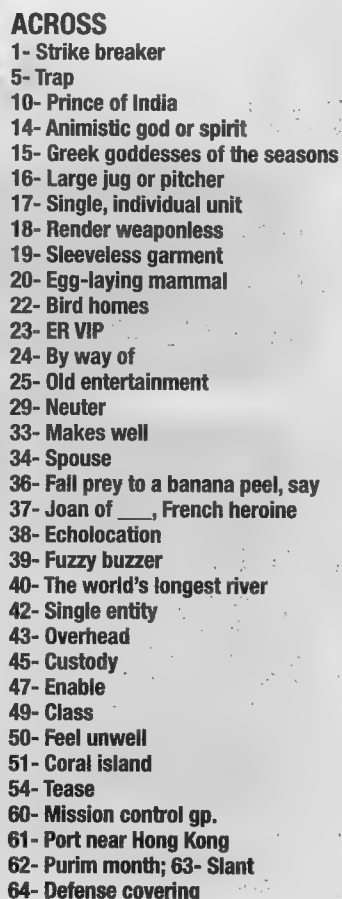 ACROSS
1- Strike breaker
5- Trap
10- Prince of India
14- Animistic god or spirit
15- Greek goddesses of the seasons
16- Large jug or pitcher
17- Single, individual unit
18- Render weaponless
19- Sleeveless garment
20- Egg-laying mammal
22- Bird homes
23- ER VIP
24- By way of
25- Old entertainment
29- Neuter
33- Makes well
34- Spouse
36- Fall prey to a banana peel, say
37- Joan of ___, French heroine
38- Echolocation
39- Fuzzy buzzer
40- The world's longest river
42- Single entity
43- Overhead
45- Custody
47- Enable
49- Class
50- Feel unwell
51- Coral island
54- Tease
60- Mission control gp.
61- Port near Hong Kong
62- Purim month; 63- Slant
64- Defense covering